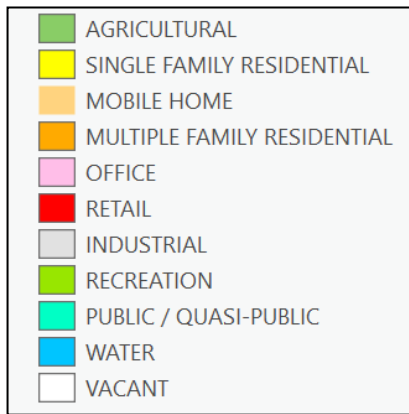 AGRICULTURAL
SINGLE FAMILY RESIDENTIAL
MOBILE HOME
MULTIPLE FAMILY RESIDENTIAL
OFFICE
RETAIL
INDUSTRIAL
RECREATION
PUBLIC / QUASI-PUBLIC
WATER
VACANT